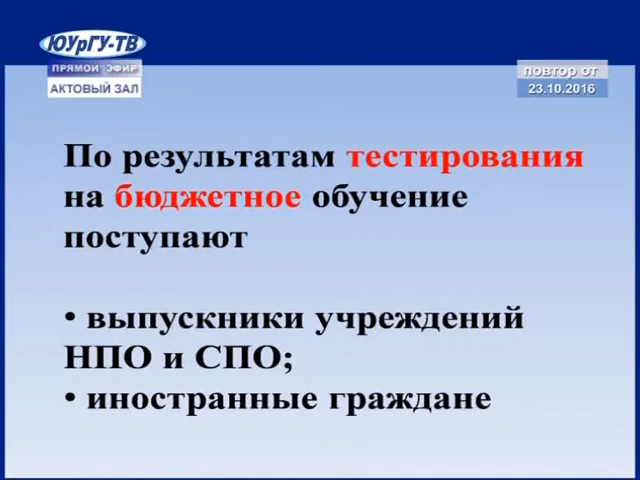 ЮУрГУ-ТВ
ПРЯМОЙ ЭФИР
АКТОВЫЙ ЗАЛ
повтор от
23.10.2016
По результатам тестирования
на бюджетное обучение
поступают
• выпускники учреждений
НПО и СПО;
• иностранные граждане